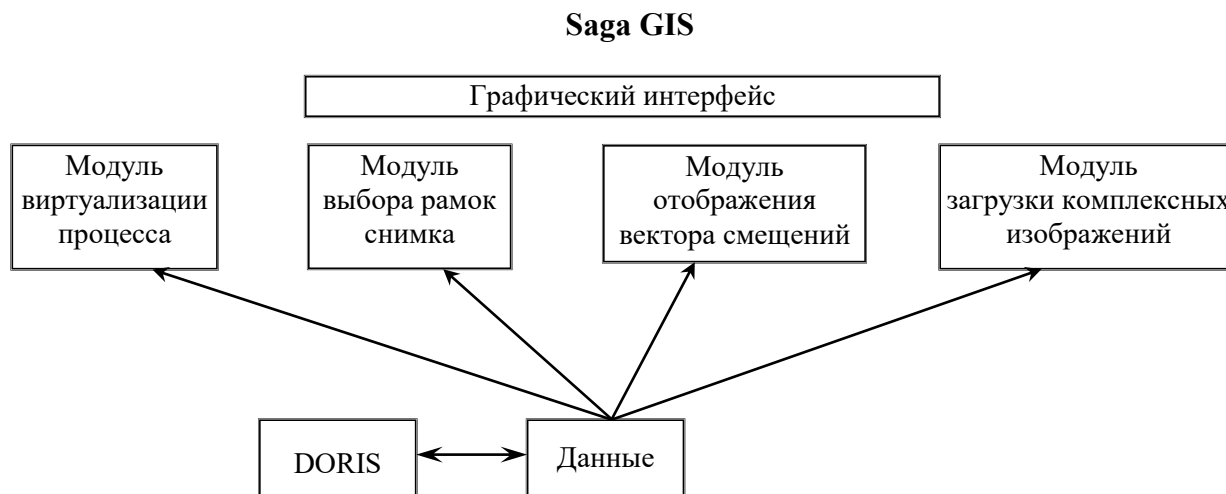 Saga GIS
Графический интерфейс
Модуль
виртуализации
процесса
Модуль
выбора рамок
снимка
Модуль
отображения
вектора смещений
Модуль
загрузки комплексных
изображений
DORIS
Данные